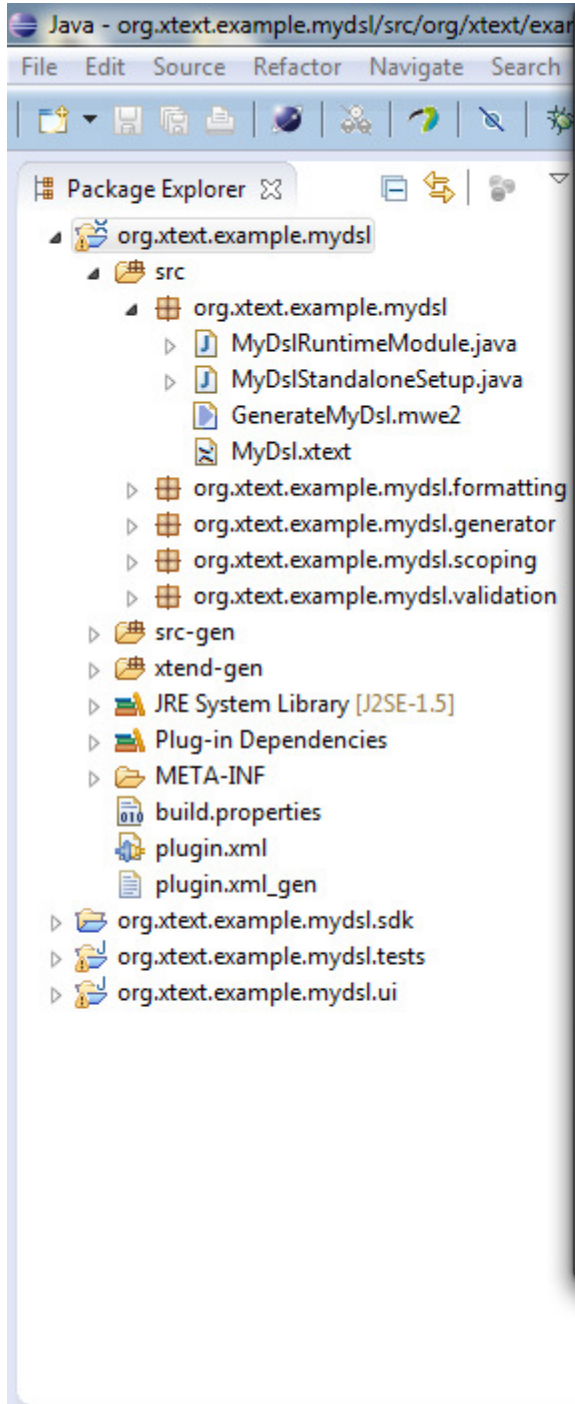 Java - org.xtext.example.mydsl/src/org/xtext/exar
File Edit Source Refactor Navigate Search
Package Explorer
org.xtext.example.mydsl
src
org.xtext.example.mydsl
MyDslRuntimeModule.java
MyDslStandaloneSetup.java
GenerateMyDsl.mwe2
MyDsl.xtext
org.xtext.example.mydsl.formatting
org.xtext.example.mydsl.generator
org.xtext.example.mydsl.scoping
org.xtext.example.mydsl.validation
src-gen
xtend-gen
JRE System Library [J2SE-1.5]
Plug-in Dependencies
META-INF
build.properties
plugin.xml
plugin.xml_gen
org.xtext.example.mydsl.sdk
org.xtext.example.mydsl.tests
org.xtext.example.mydsl.ui